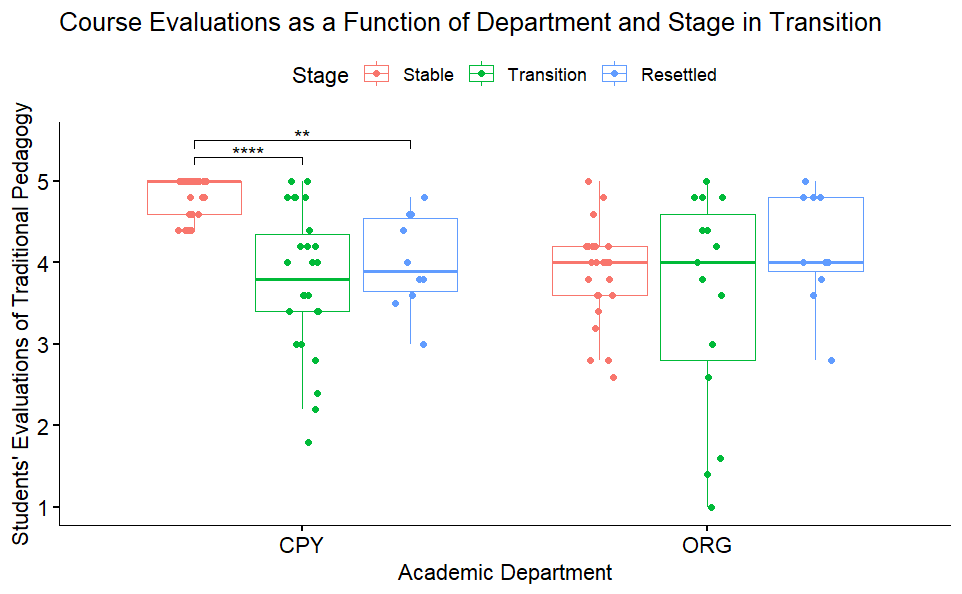 Course Evaluations as a Function of Department and Stage in Transition
Stage Stable Transition Resettled
Students' Evaluations of Traditional Pedagogy
**
****
5
4
3
2
1
CPY ORG
Academic Department